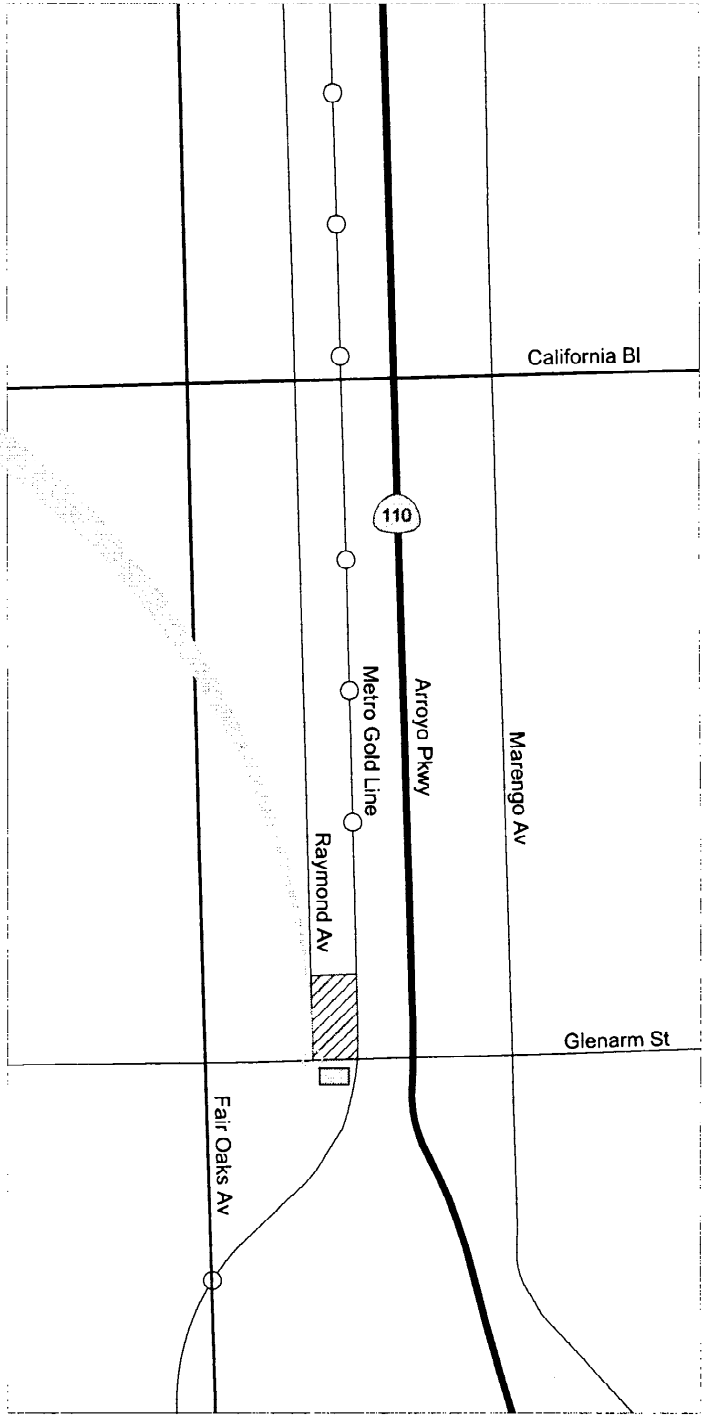 California Bl
110
Metro Gold Line
Arroyo Pkwy
Marengo Av
Raymond Av
Glenarm St
Fair Oaks Av